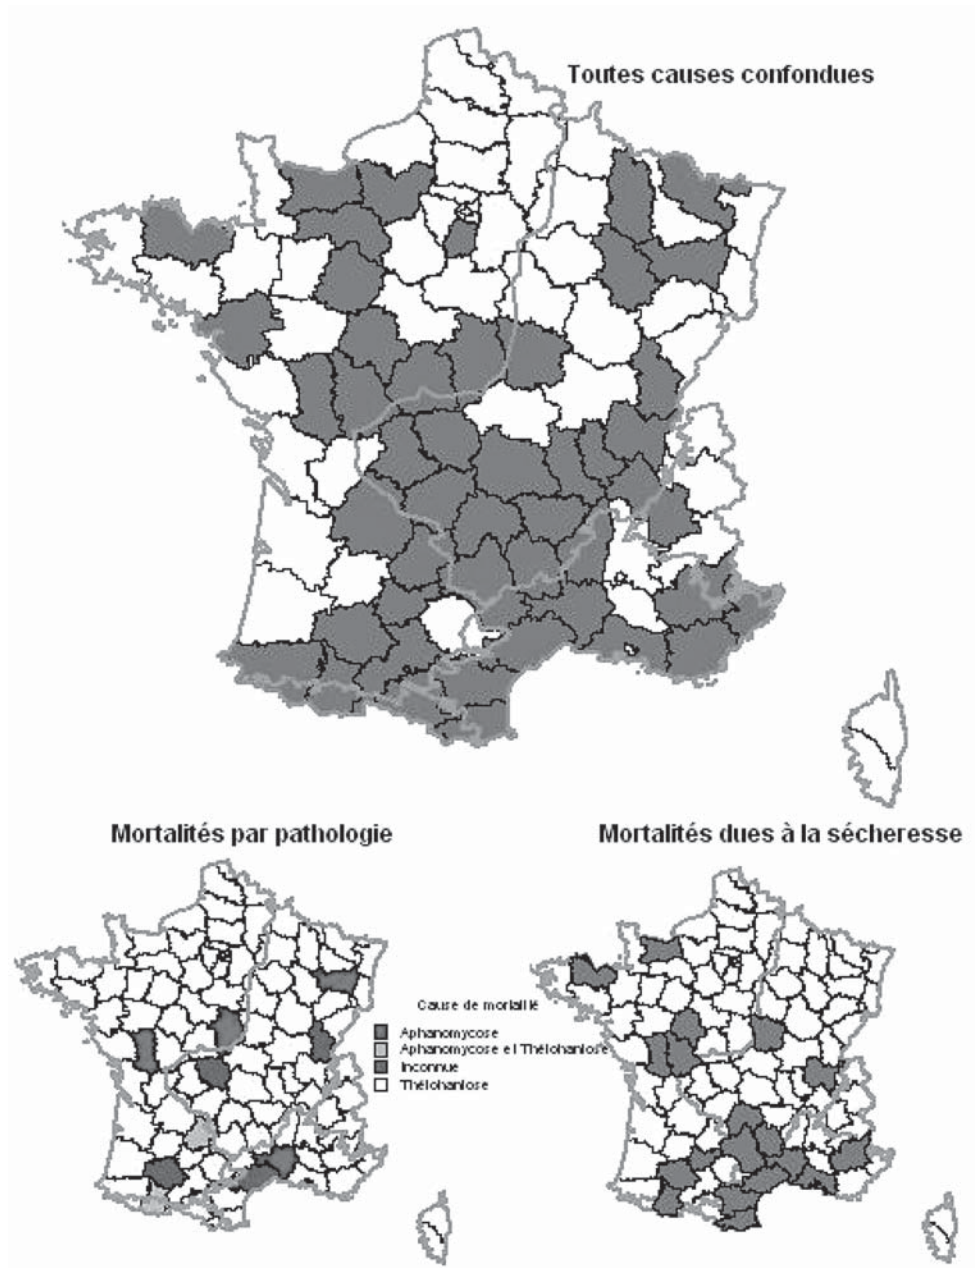 Toutes causes confondues
Mortalités par pathologie
Mortalités dues à la sécheresse
Cause de mortalité
Aphanomycose
Aphanomycose et Thélohaniose
Inconnue
Thélohaniose